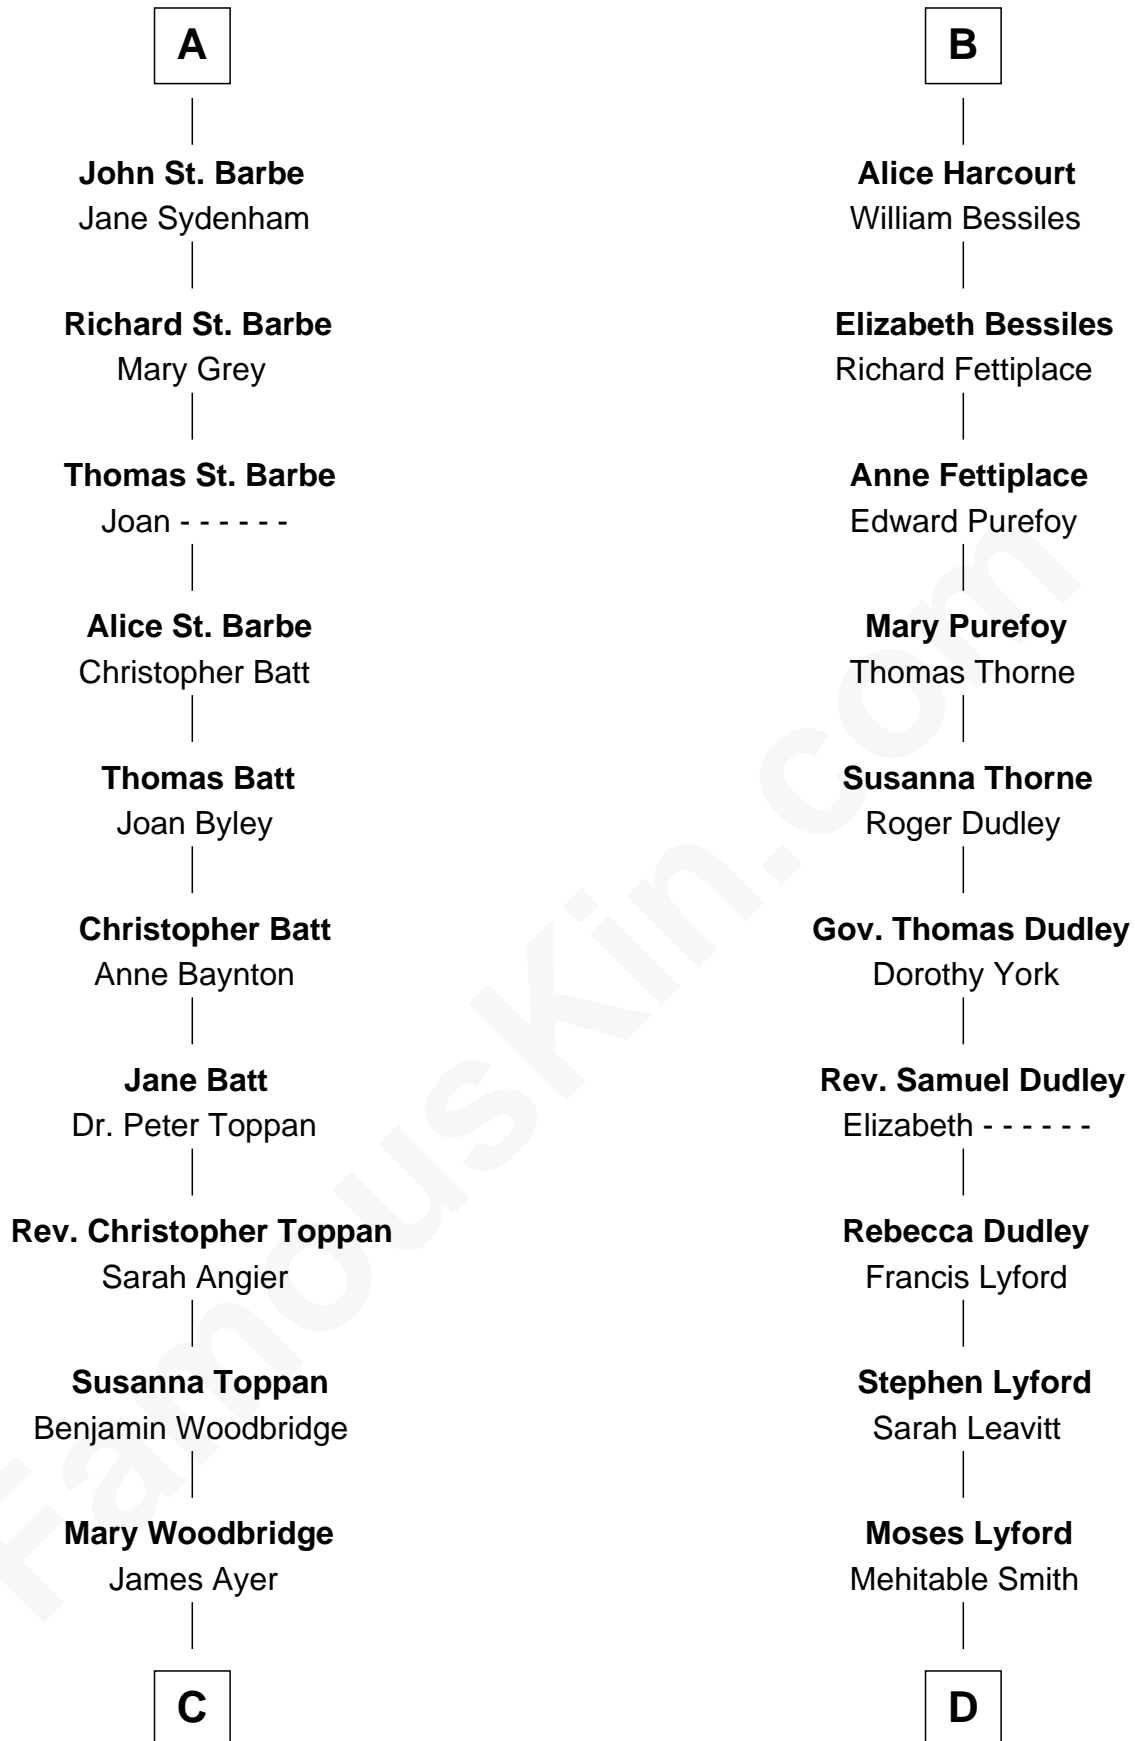 A
John St. Barbe
Jane Sydenham
Richard St. Barbe
Mary Grey
Thomas St. Barbe
Joan - - - - - -
Alice St. Barbe
Christopher Batt
Thomas Batt
Joan Byley
Christopher Batt
Anne Baynton
Jane Batt
Dr. Peter Toppan
Rev. Christopher Toppan
Sarah Angier
Susanna Toppan
Benjamin Woodbridge
Mary Woodbridge
James Ayer
C
B
Alice Harcourt
William Bessiles
Elizabeth Bessiles
Richard Fettiplace
Anne Fettiplace
Edward Purefoy
Mary Purefoy
Thomas Thorne
Susanna Thorne
Roger Dudley
Gov. Thomas Dudley
Dorothy York
Rev. Samuel Dudley
Elizabeth - - - - - -
Rebecca Dudley
Francis Lyford
Stephen Lyford
Sarah Leavitt
Moses Lyford
Mehitable Smith
D
FamousKin.com